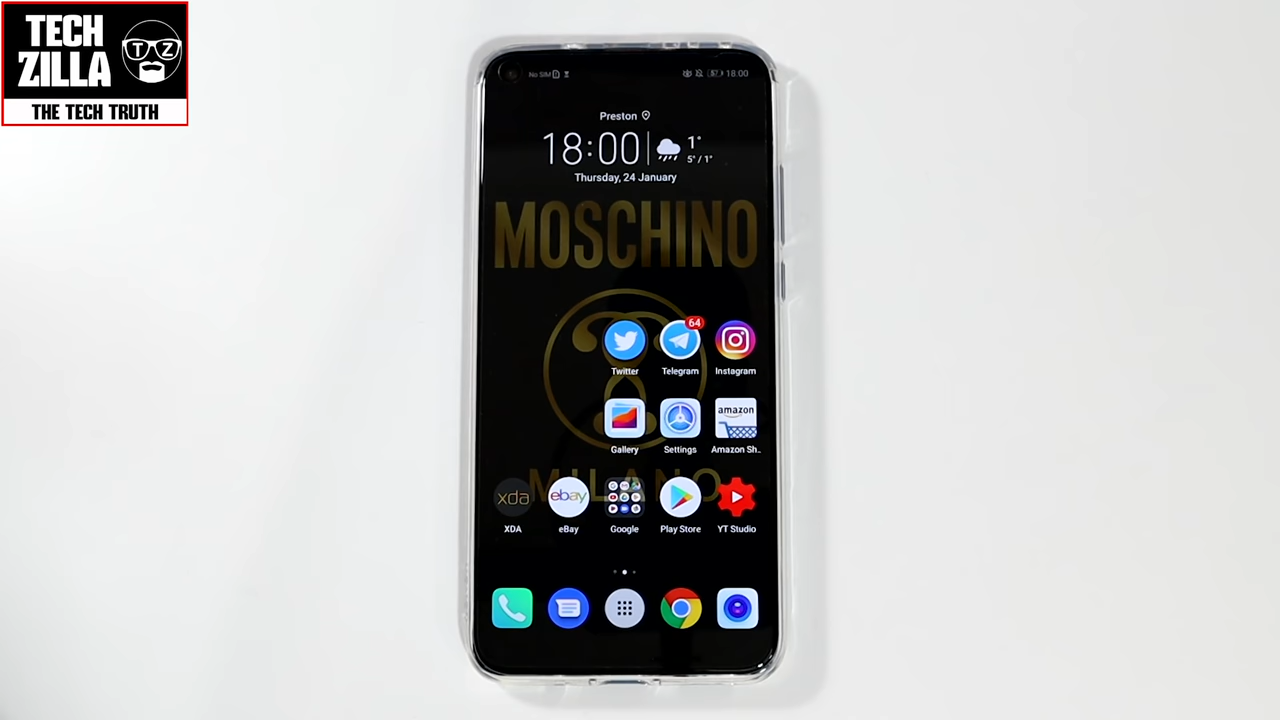 TECH
ZILLA
TZ
THE TECH TRUTH
No SIM
57 18:00
Preston
18:00 1°
5° / 1°
Thursday, 24 January
MOSCHINO
64
Twitter Telegram Instagram
amazon
Gallery Settings Amazon Sh..
MILANO
xda ebay
XDA eBay Google Play Store YT Studio